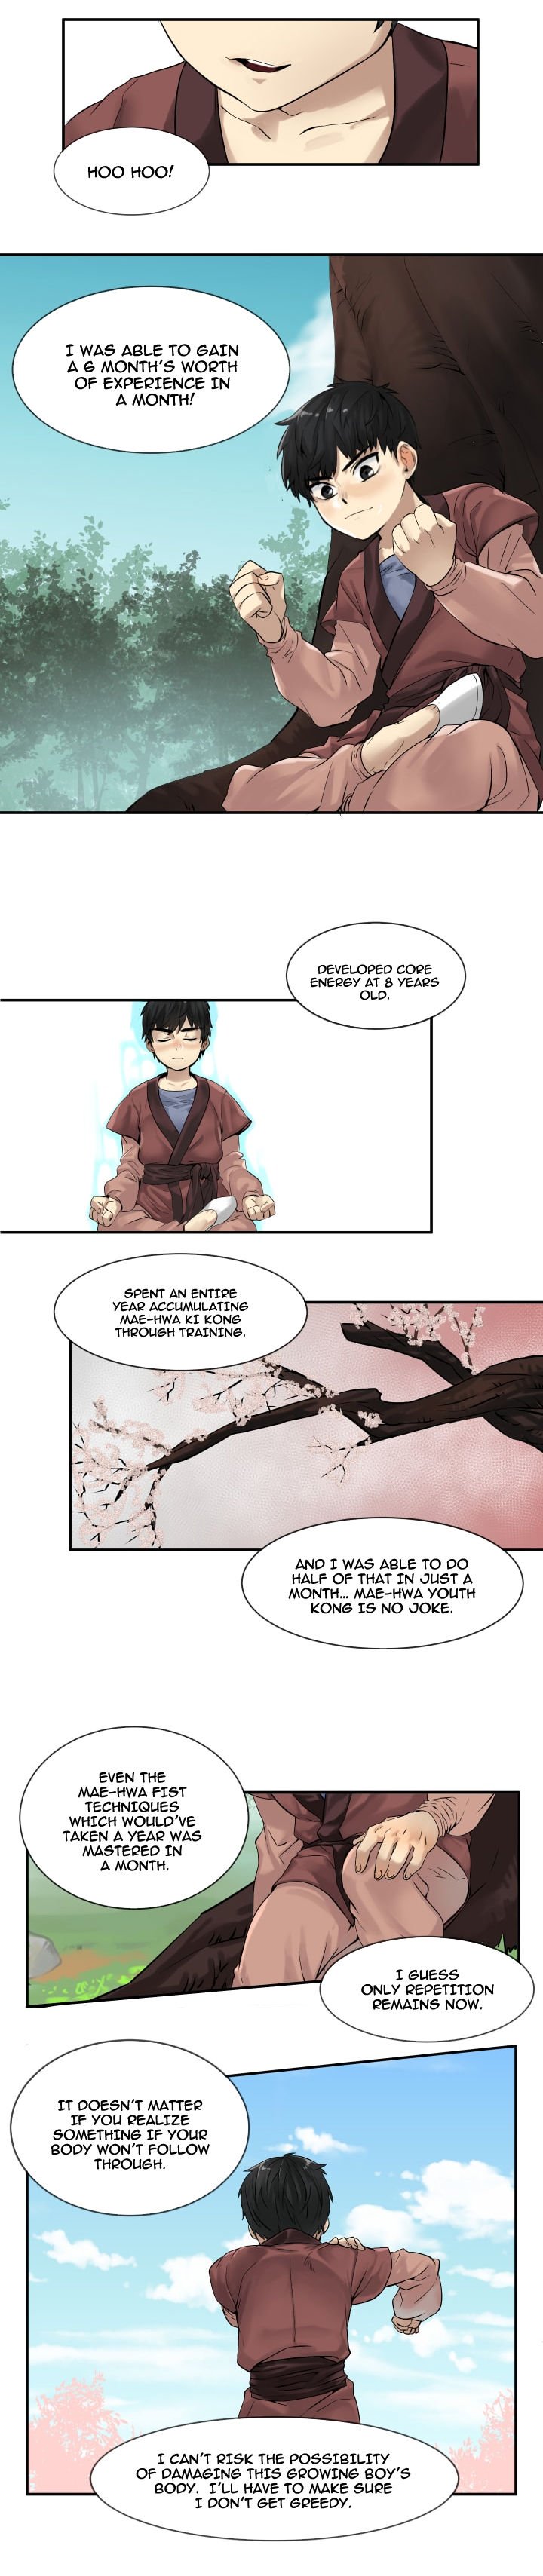 HOO HOO!
I WAS ABLE TO GAIN
A 6 MONTH'S WORTH
OF EXPERIENCE IN
A MONTH!
DEVELOPED CORE
ENERGY AT 8 YEARS
OLD.
SPENT AN ENTIRE
YEAR ACCUMULATING
MAE-HWA KI KONG
THROUGH TRAINING.
AND I WAS ABLE TO DO
HALF OF THAT IN JUST A
MONTH... MAE-HWA YOUTH
KONG IS NO JOKE.
EVEN THE
MAE-HWA FIST
TECHNIQUES
WHICH WOULD'VE
TAKEN A YEAR WAS
MASTERED IN
A MONTH.
I GUESS
ONLY REPETITION
REMAINS NOW.
IT DOESN'T MATTER
IF YOU REALIZE
SOMETHING IF YOUR
BODY WON'T FOLLOW
THROUGH.
I CAN'T RISK THE POSSIBILITY
OF DAMAGING THIS GROWING BOY'S
BODY. I'LL HAVE TO MAKE SURE
I DON'T GET GREEDY.